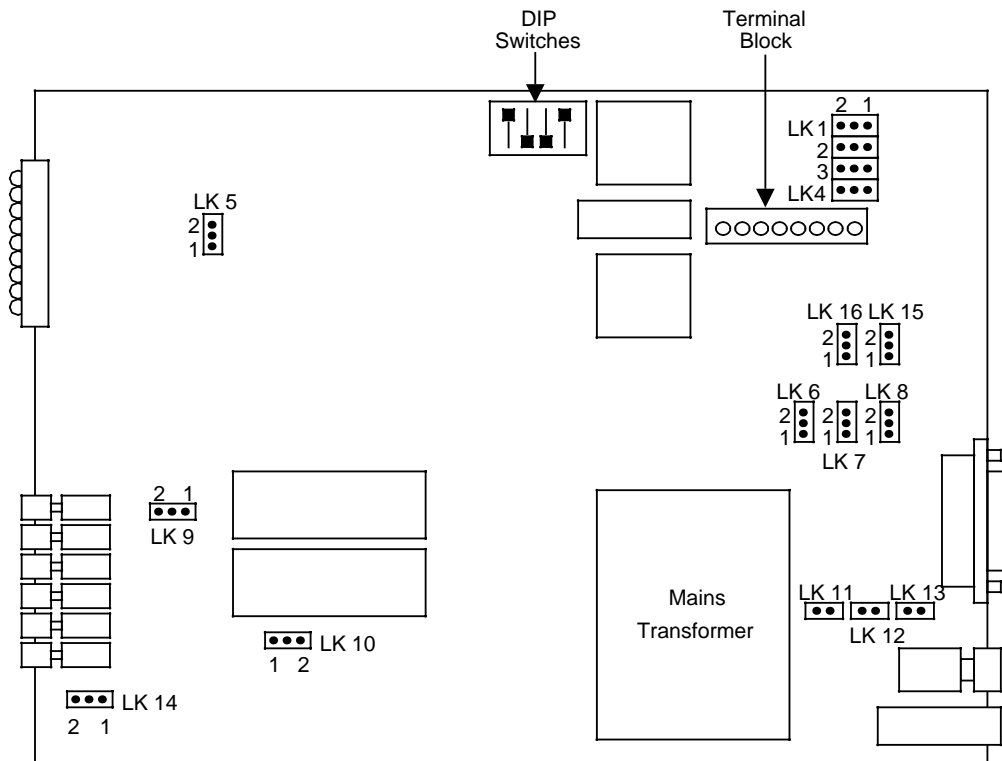 DIP
Switches
Terminal
Block
2 1
LK 1
2
3
LK4
LK 5
2
1
LK 16 LK 15
2 2
1 1
LK 6 LK 8
2 2 2
1 1 1
LK 7
2 1
LK 9
Mains
Transformer
LK 11 LK 13
LK 12
LK 10
1 2
LK 14
2 1